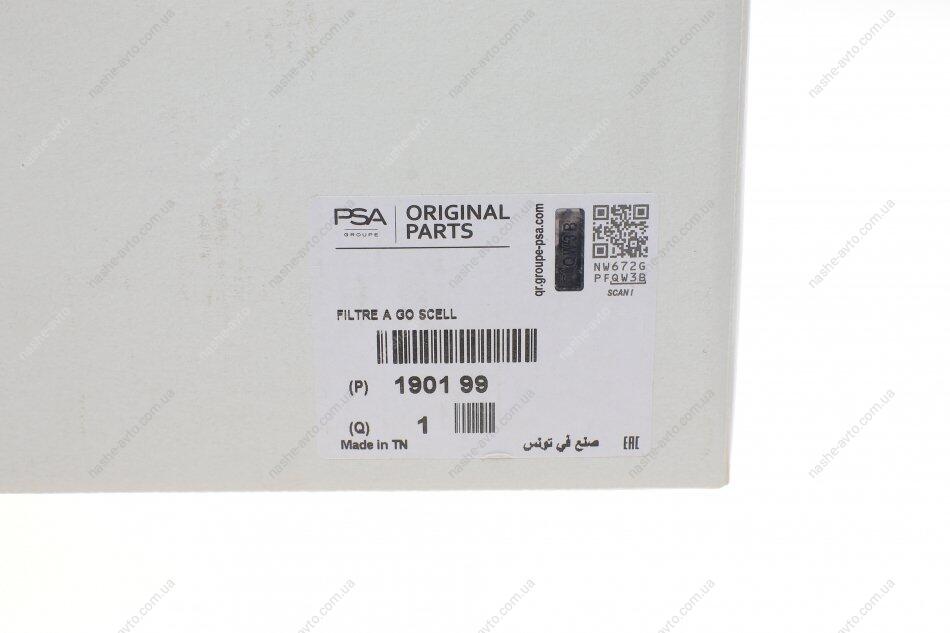 PSA
GROUPE
ORIGINAL
PARTS
qr.groupe-psa.com
QW3B
NW672G
PFQW3B
SCAN!
FILTRE A GO SCELL
(P) 1901 99
(Q) 1
Made in TN
صنع في تونس
EAC
nashe-avto.com.ua